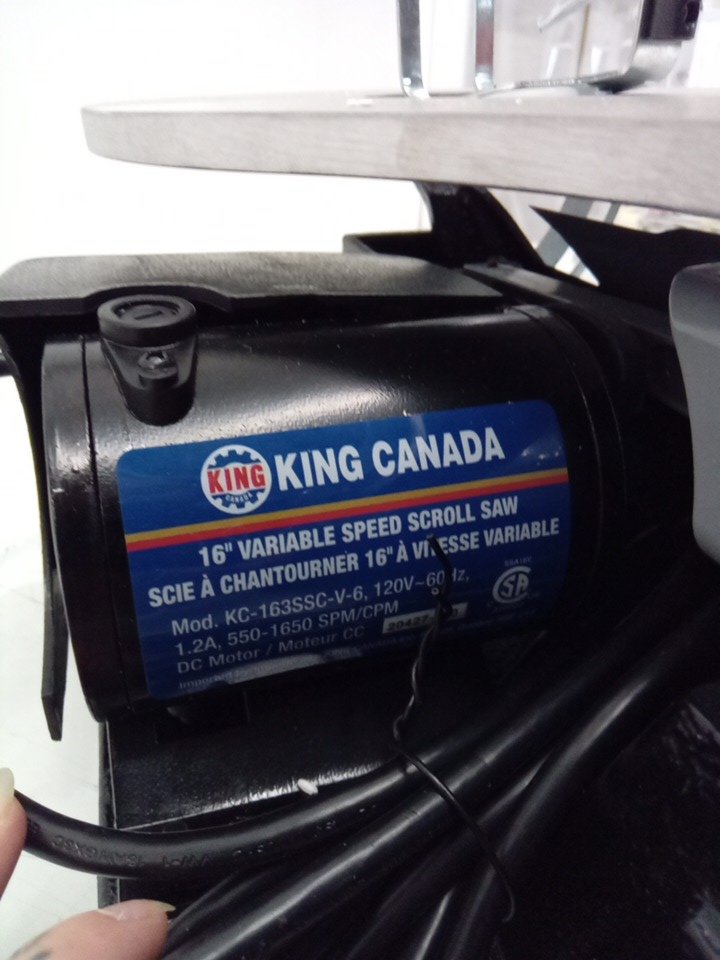 KING
CANADA
KING CANADA
16" VARIABLE SPEED SCROLL SAW
SCIE À CHANTOURNER 16" À VITESSE VARIABLE
Mod. KC-163SSC-V-6, 120V~60Hz,
1.2A, 550-1650 SPM/CPM
DC Motor / Moteur CC